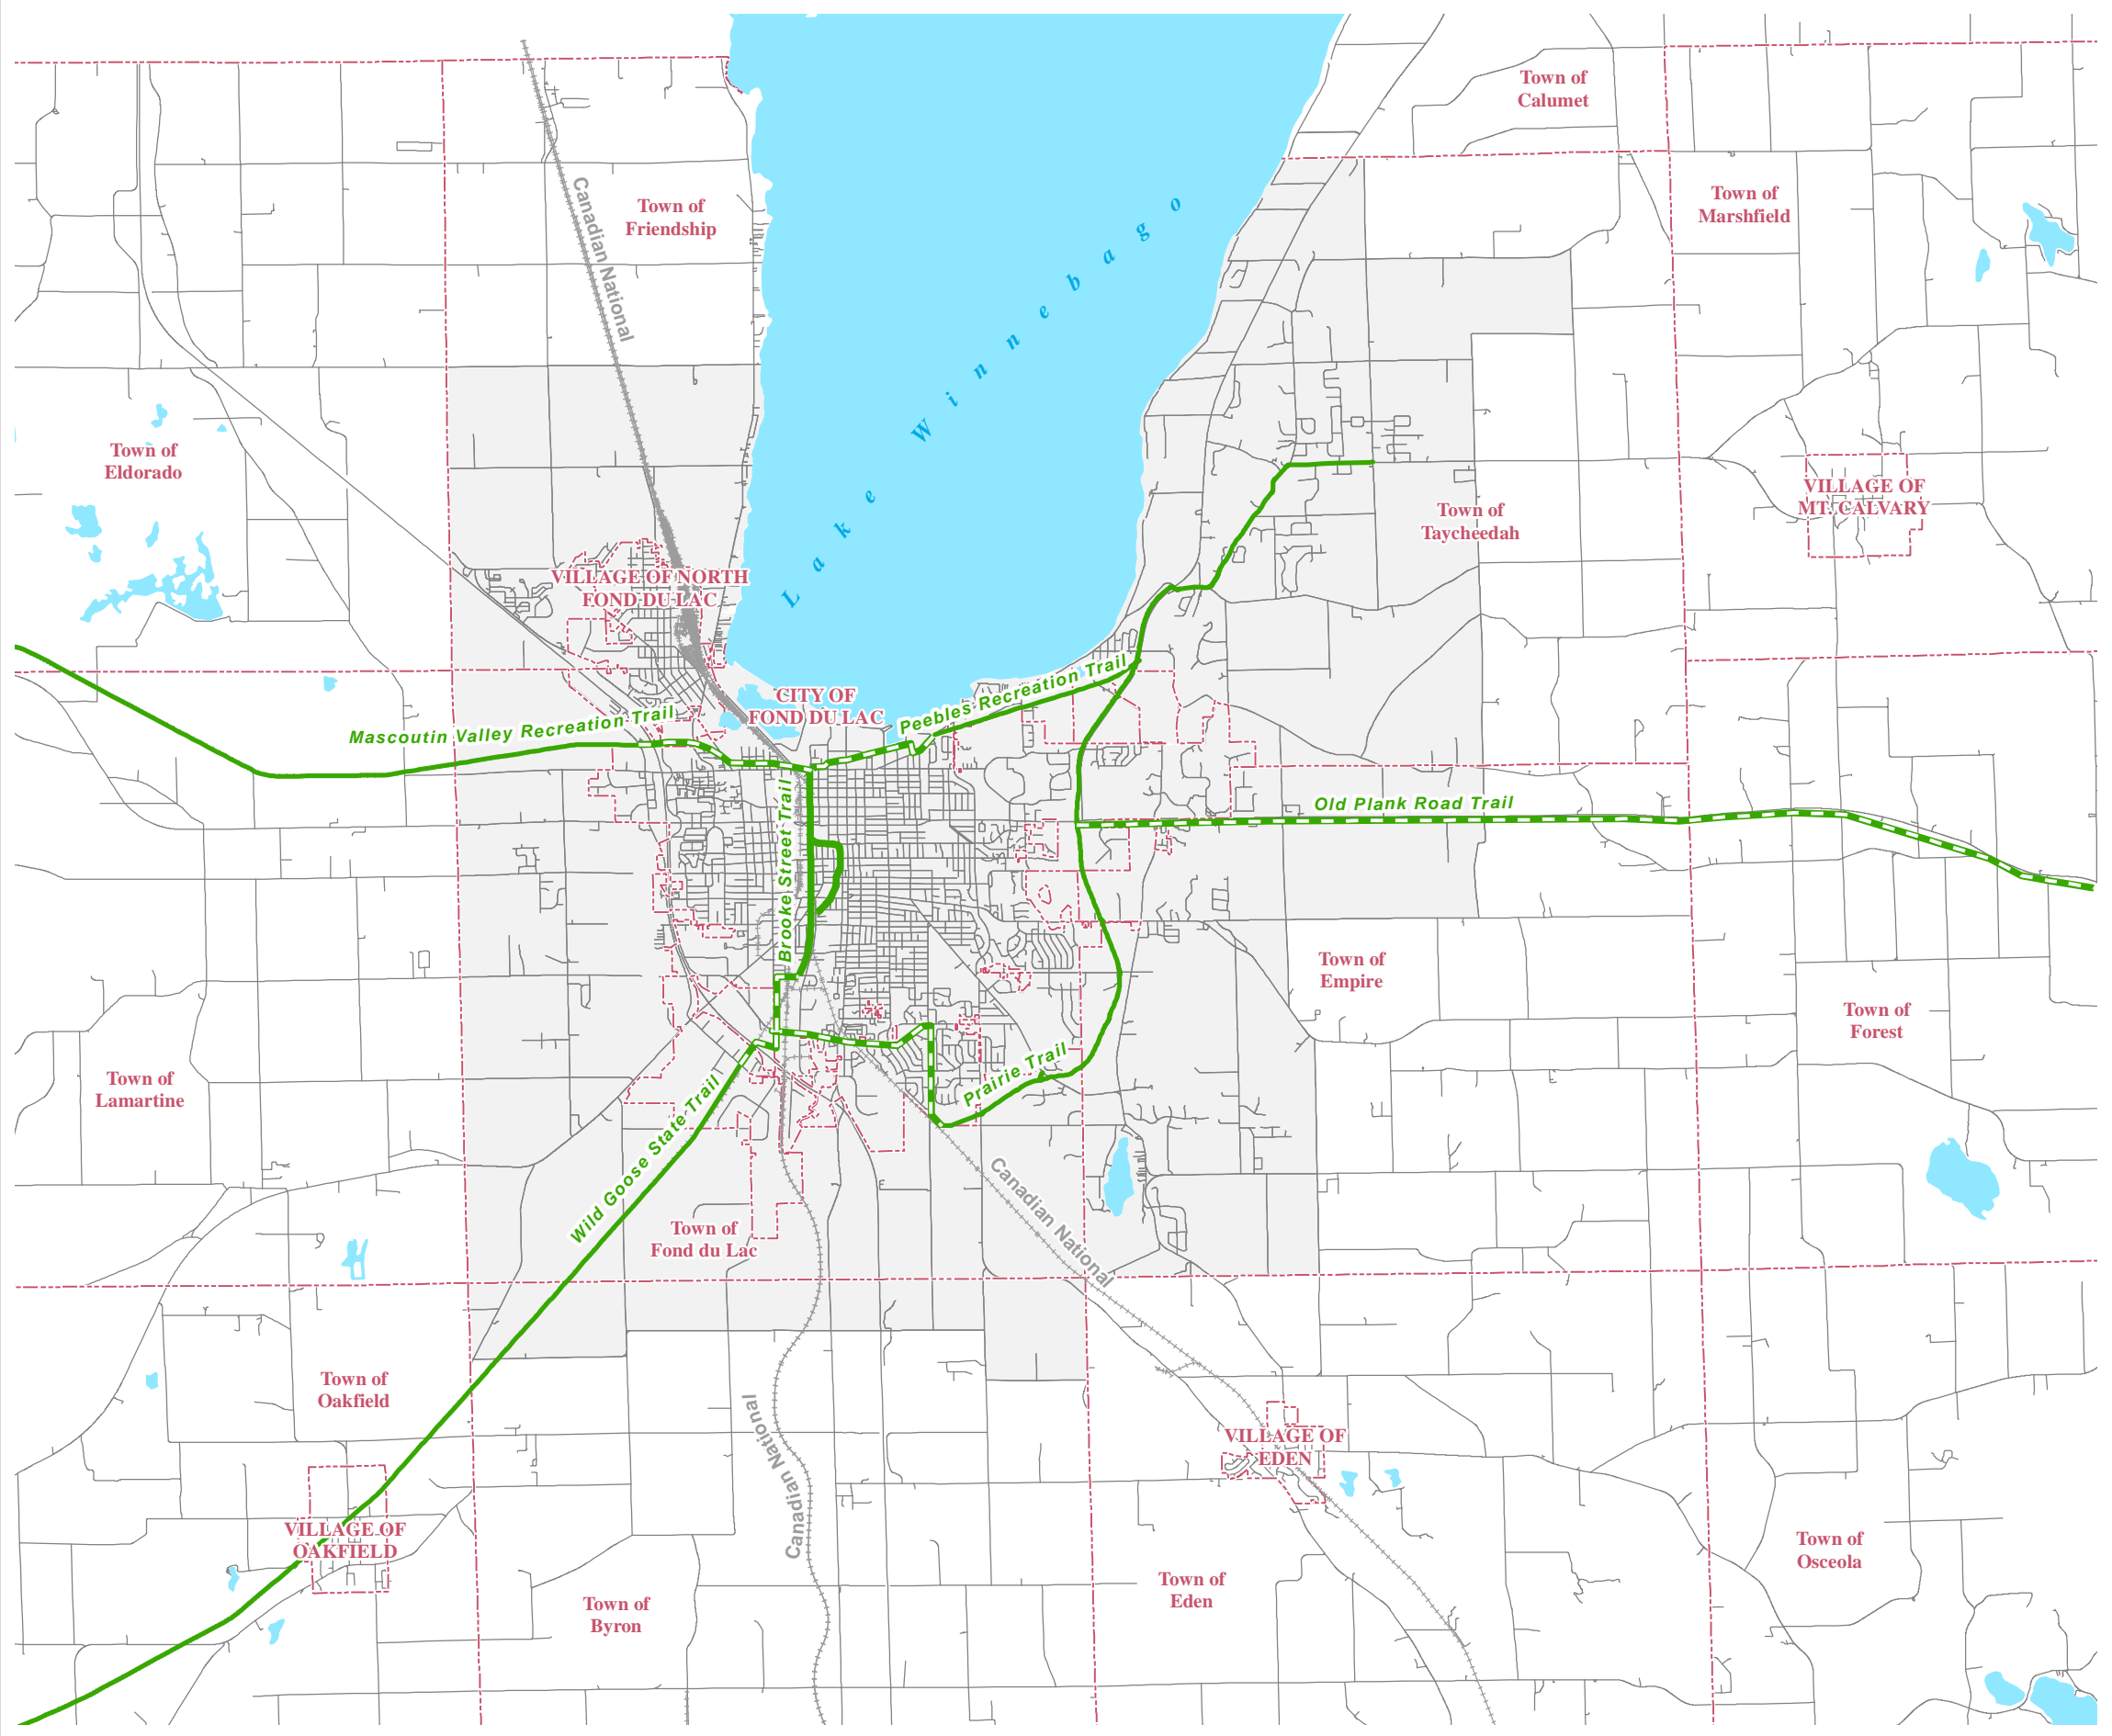 Town of
Calumet
Town of
Marshfield
Town of
Friendship
Canadian National
Lake Winnebago
Town of
Eldorado
VILLAGE OF
MT. CALVARY
Town of
Taycheedah
VILLAGE OF NORTH
FOND DU LAC
CITY OF
FOND DU LAC
Peebles Recreation Trail
Mascoutin Valley Recreation Trail
Old Plank Road Trail
Brooke Street Trail
Town of
Empire
Town of
Forest
Town of
Lamartine
Prairie Trail
Wild Goose State Trail
Town of
Fond du Lac
Canadian National
Town of
Oakfield
Canadian National
VILLAGE OF
EDEN
VILLAGE OF
OAKFIELD
Town of
Osceola
Town of
Eden
Town of
Byron